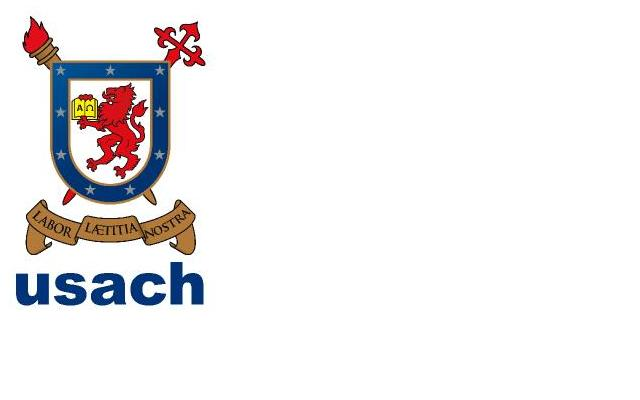 Α Ω
LABOR LÆTITIA NOSTRA
usach